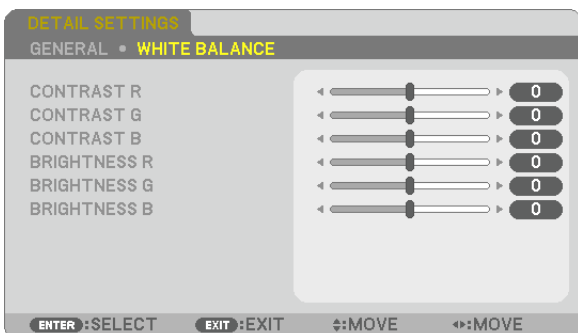 DETAIL SETTINGS
GENERAL • WHITE BALANCE
CONTRAST R 0
CONTRAST G 0
CONTRAST B 0
BRIGHTNESS R 0
BRIGHTNESS G 0
BRIGHTNESS B 0
ENTER :SELECT EXIT :EXIT :MOVE :MOVE